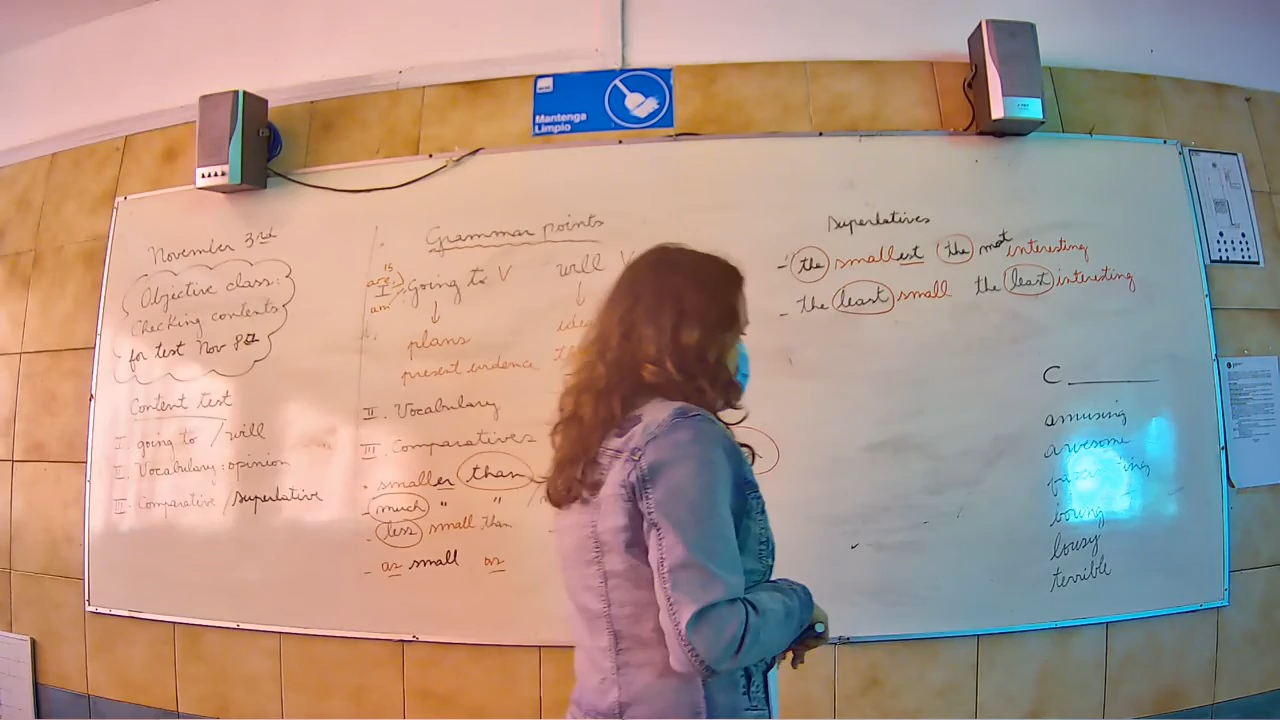 Mantenga
Limpio
November 3rd
Objective class:
Checking contents
for test Nov 8th
Content test
I. going to / will
II. Vocabulary: opinion
III. Comparative / superlative
Grammar points
is
are
I. going to V will V
am
plans
present evidence
II. Vocabulary
III. Comparatives
• smaller than
- much " "
- less small than
- as small as
Superlatives
- the smallest the most interesting
- the least small the least interesting
C
amusing
awesome
boring
lousy
terrible